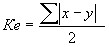 Ke = ∑|x − y| / 2